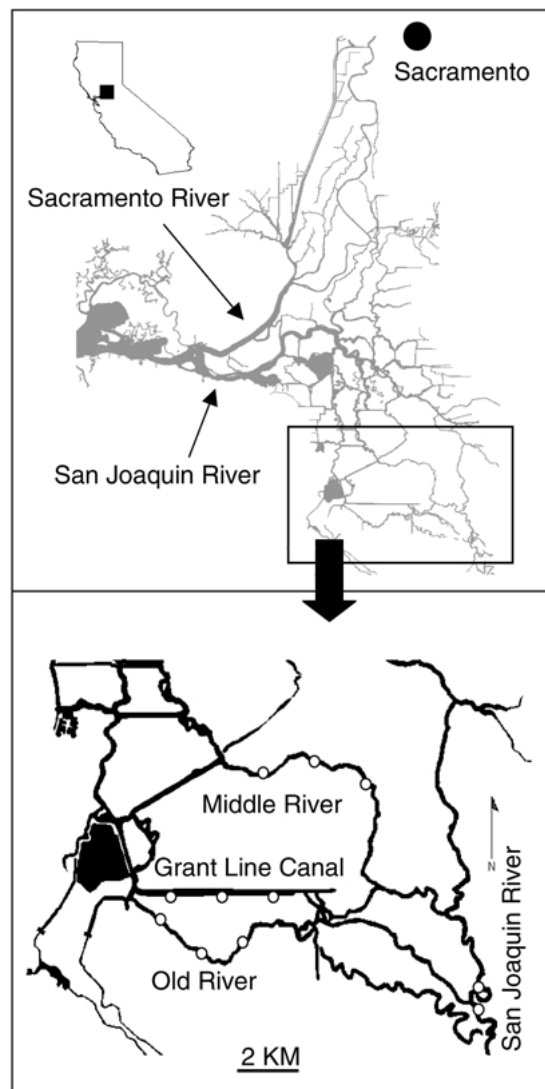 Sacramento
Sacramento River
San Joaquin River
Middle River
N
Grant Line Canal
Old River
San Joaquin River
2 KM